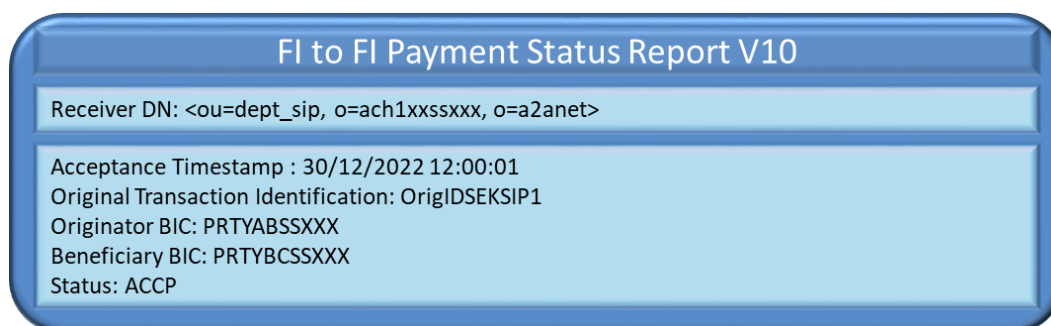 FI to FI Payment Status Report V10
Receiver DN: <ou=dept_sip, o=ach1xxssxxx, o=a2anet>
Acceptance Timestamp : 30/12/2022 12:00:01
Original Transaction Identification: OrigIDSEKSIP1
Originator BIC: PRTYABSSXXX
Beneficiary BIC: PRTYBCSSXXX
Status: ACCP